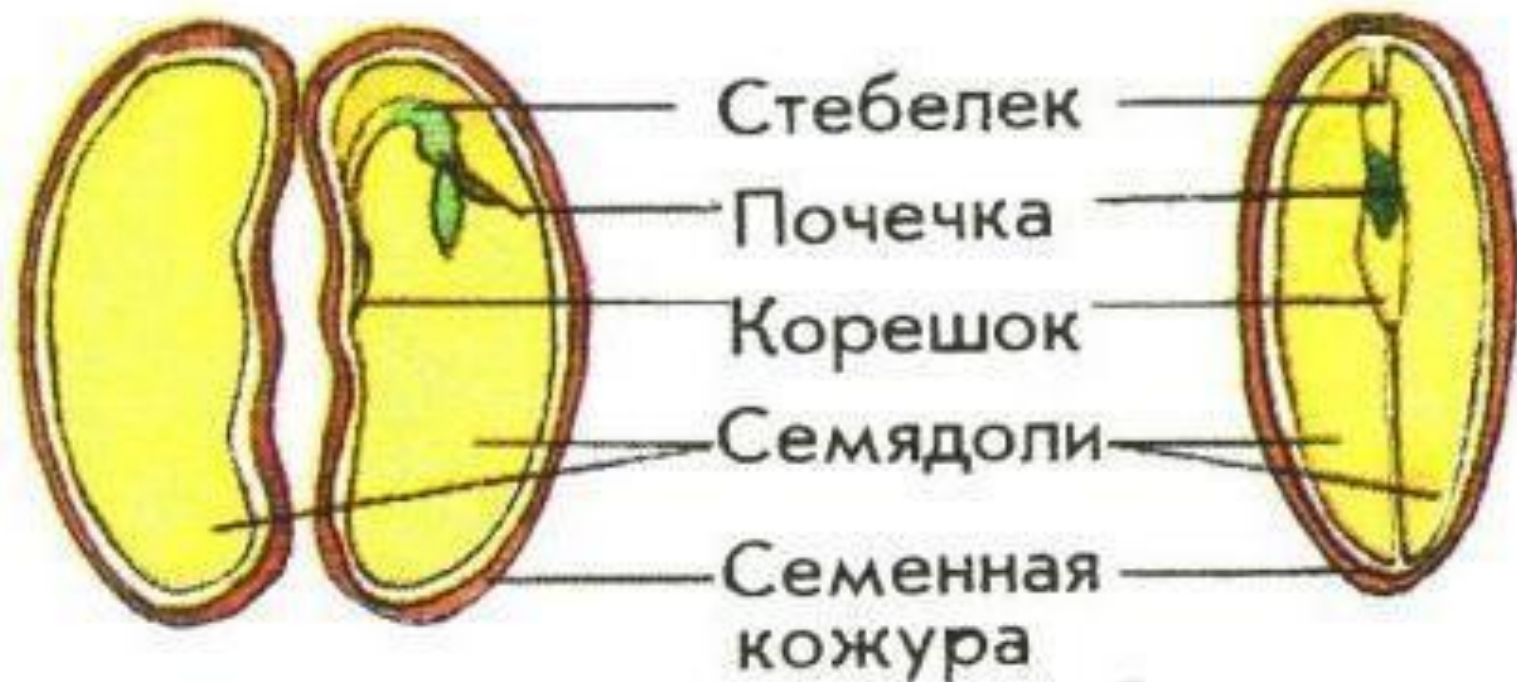 Стебелек
Почечка
Корешок
Семядоли
Семенная
кожура